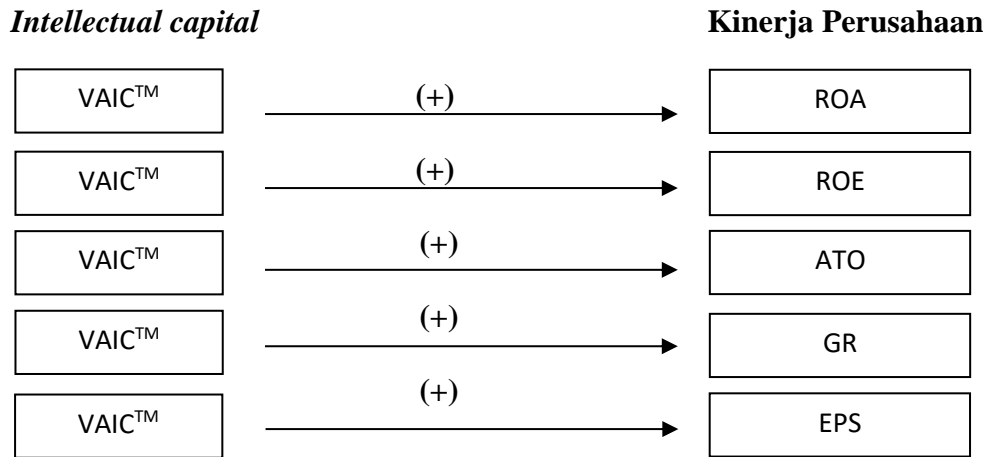 Intellectual capital Kinerja Perusahaan
VAIC™ (+) ROA
VAIC™ (+) ROE
VAIC™ (+) ATO
VAIC™ (+) GR
VAIC™ (+) EPS